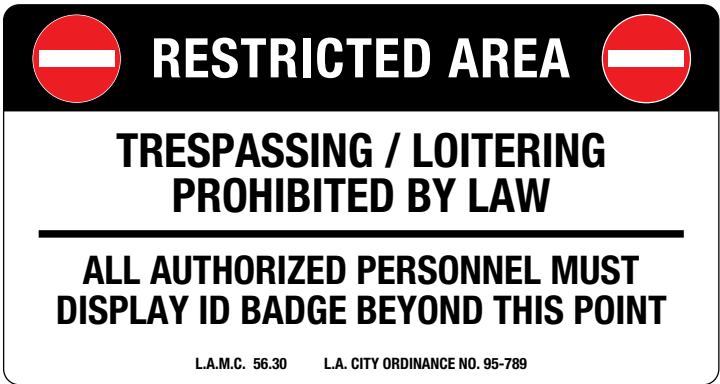 RESTRICTED AREA
TRESPASSING / LOITERING
PROHIBITED BY LAW
ALL AUTHORIZED PERSONNEL MUST
DISPLAY ID BADGE BEYOND THIS POINT
L.A.M.C. 56.30 L.A. CITY ORDINANCE NO. 95-789